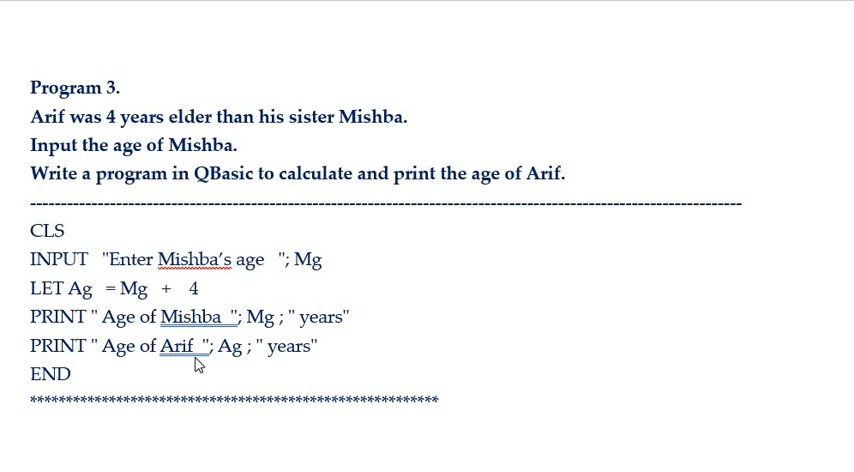 Program 3.
Arif was 4 years elder than his sister Mishba.
Input the age of Mishba.
Write a program in QBasic to calculate and print the age of Arif.
---------------------------------------------------------------------------------------------------------------
CLS
INPUT "Enter Mishba’s age "; Mg
LET Ag = Mg + 4
PRINT " Age of Mishba "; Mg ; " years"
PRINT " Age of Arif "; Ag ; " years"
END
**********************************************************